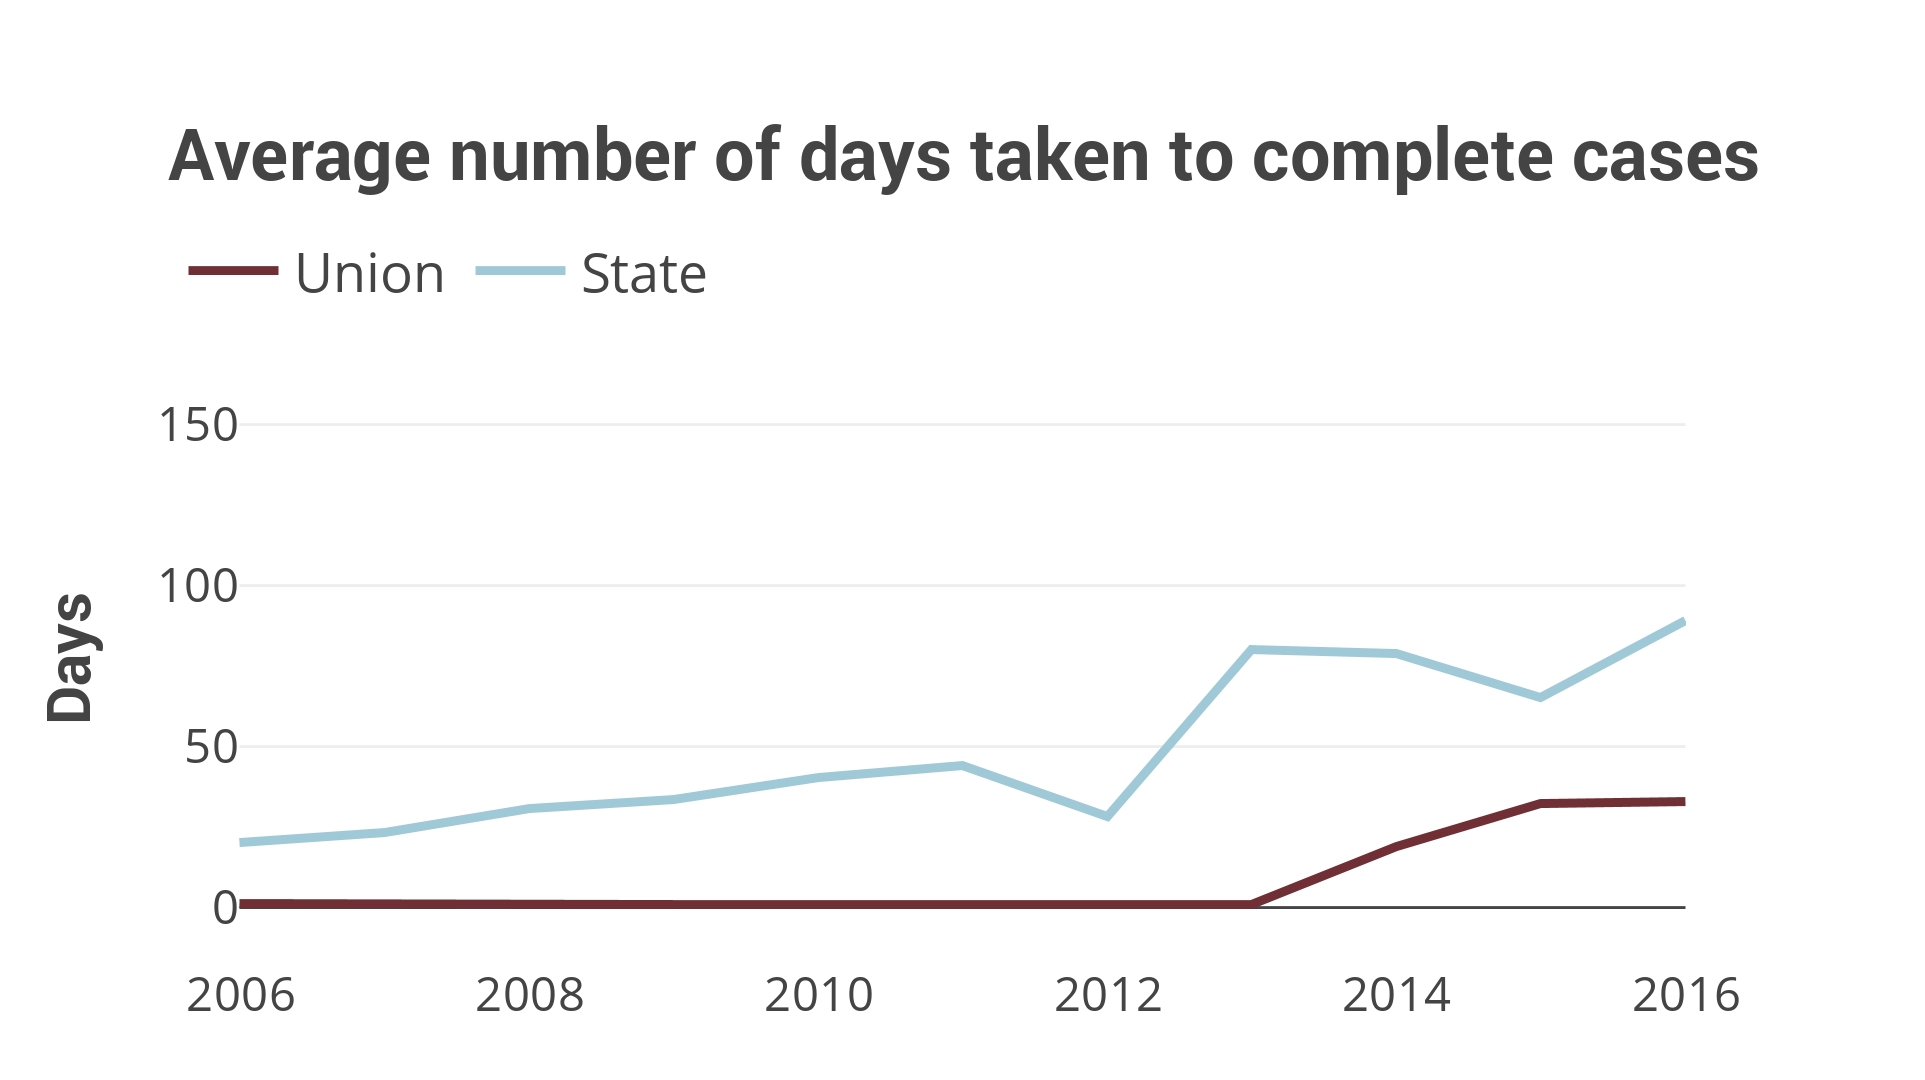 Average number of days taken to complete cases
Union State
150
100
50
0
Days
2006 2008 2010 2012 2014 2016